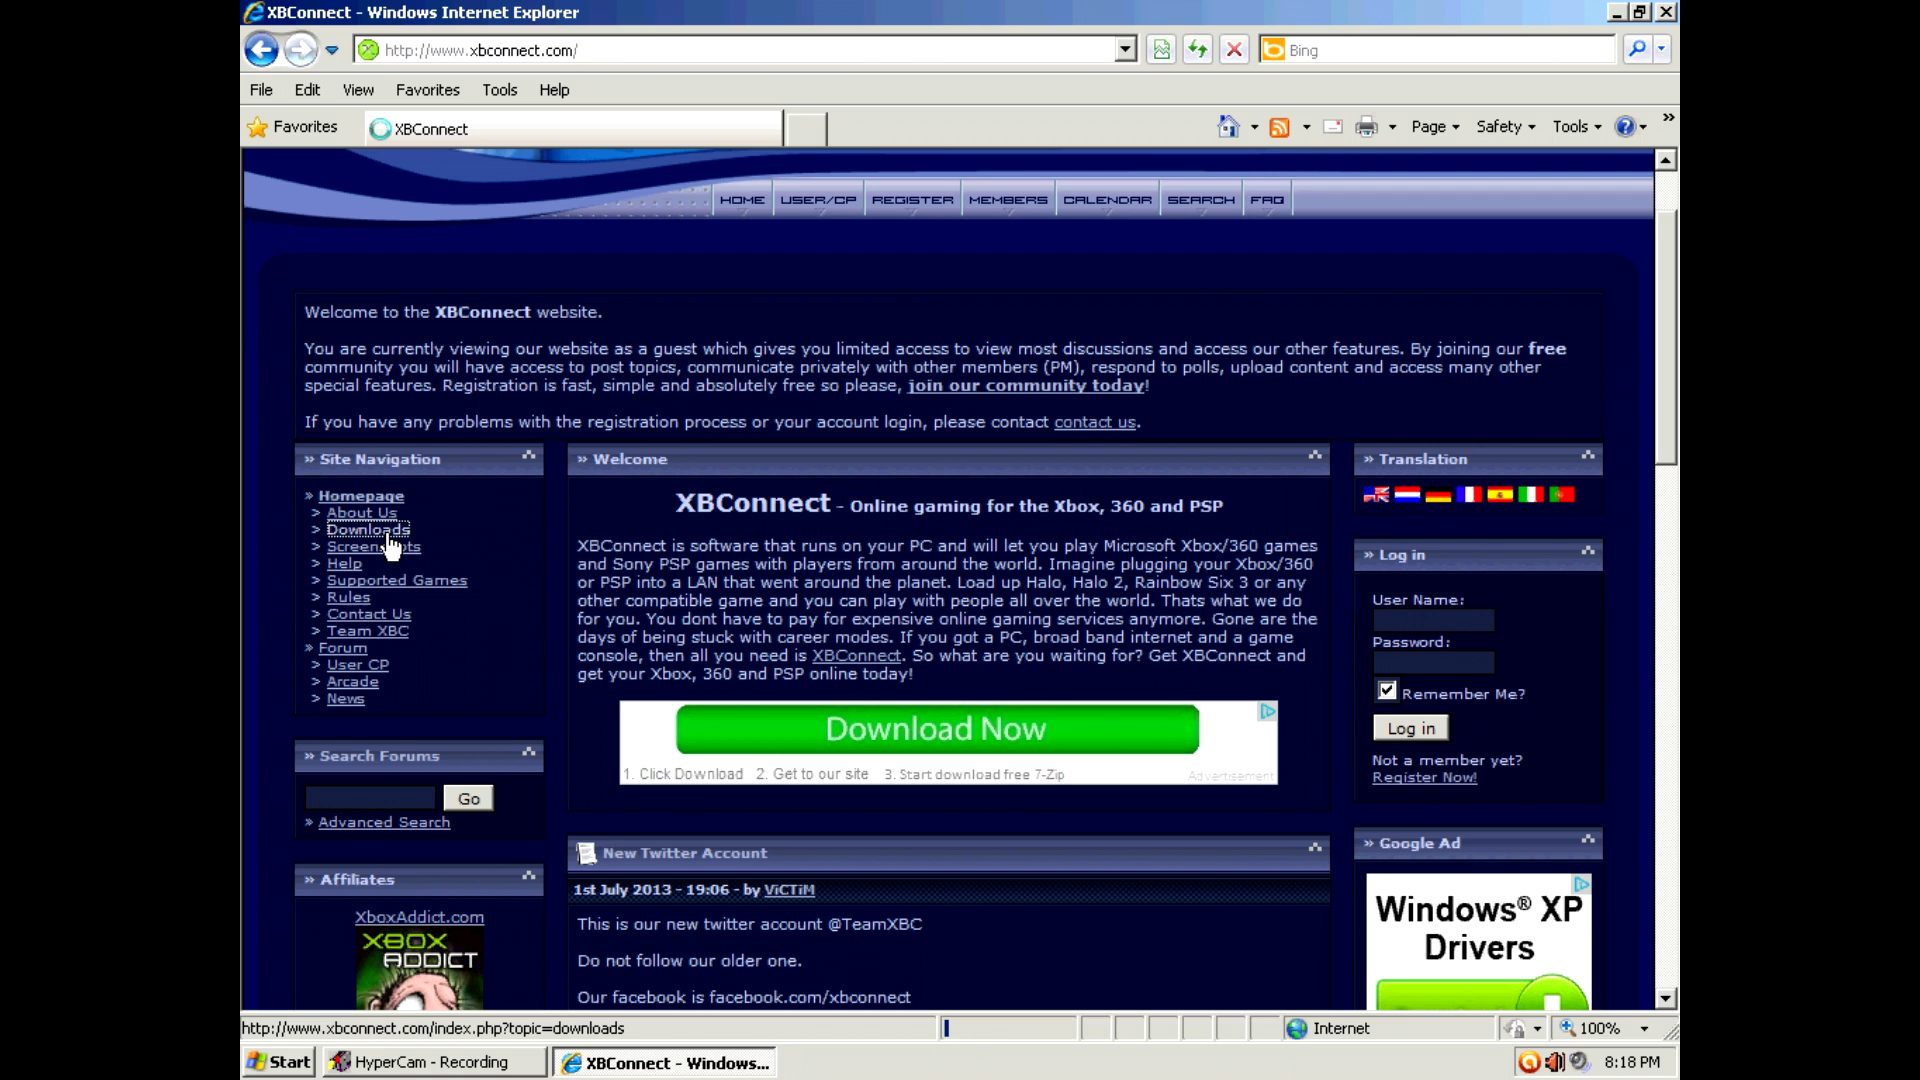 XBConnect - Windows Internet Explorer
http://www.xbconnect.com/
Bing
File Edit View Favorites Tools Help
Favorites
XBConnect
Page
Safety
Tools
HOME
USER/CP
REGISTER
MEMBERS
CALENDAR
SEARCH
FAQ
Welcome to the XBConnect website.
You are currently viewing our website as a guest which gives you limited access to view most discussions and access our other features. By joining our free
community you will have access to post topics, communicate privately with other members (PM), respond to polls, upload content and access many other
special features. Registration is fast, simple and absolutely free so please, join our community today!
If you have any problems with the registration process or your account login, please contact contact us.
» Site Navigation
» Homepage
> About Us
> Downloads
> Screenshots
> Help
> Supported Games
> Rules
> Contact Us
> Team XBC
» Forum
> User CP
> Arcade
> News
» Search Forums
Go
» Advanced Search
» Affiliates
XboxAddict.com
XBOX
ADDICT
» Welcome
XBConnect - Online gaming for the Xbox, 360 and PSP
XBConnect is software that runs on your PC and will let you play Microsoft Xbox/360 games
and Sony PSP games with players from around the world. Imagine plugging your Xbox/360
or PSP into a LAN that went around the planet. Load up Halo, Halo 2, Rainbow Six 3 or any
other compatible game and you can play with people all over the world. Thats what we do
for you. You dont have to pay for expensive online gaming services anymore. Gone are the
days of being stuck with career modes. If you got a PC, broad band internet and a game
console, then all you need is XBConnect. So what are you waiting for? Get XBConnect and
get your Xbox, 360 and PSP online today!
Download Now
1. Click Download 2. Get to our site 3. Start download free 7-Zip
Advertisement
New Twitter Account
1st July 2013 - 19:06 - by ViCTiM
This is our new twitter account @TeamXBC
Do not follow our older one.
Our facebook is facebook.com/xbconnect
» Translation
» Log in
User Name:
Password:
Remember Me?
Log in
Not a member yet?
Register Now!
» Google Ad
Windows® XP
Drivers
http://www.xbconnect.com/index.php?topic=downloads
Internet
100%
Start
HyperCam - Recording
XBConnect - Windows...
8:18 PM